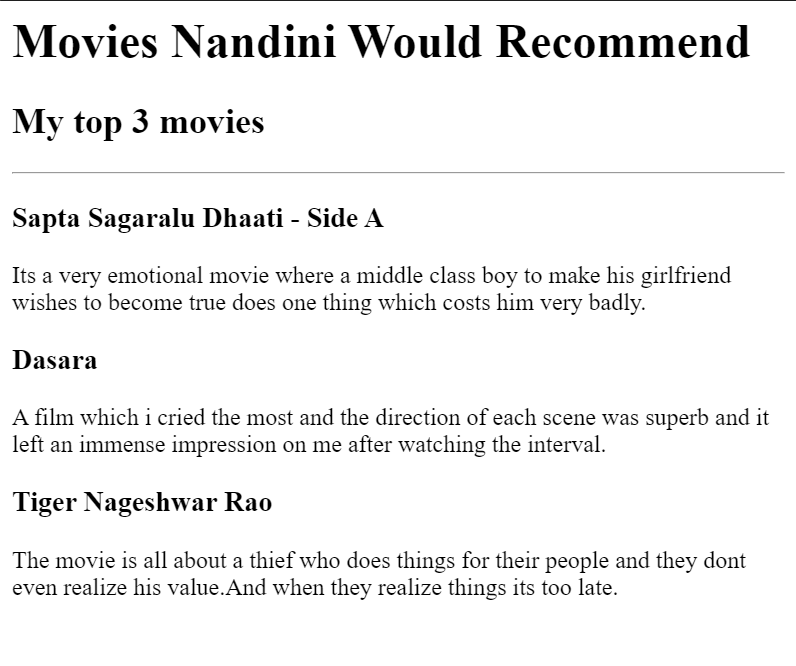 Movies Nandini Would Recommend
My top 3 movies
Sapta Sagaralu Dhaati - Side A
Its a very emotional movie where a middle class boy to make his girlfriend
wishes to become true does one thing which costs him very badly.
Dasara
A film which i cried the most and the direction of each scene was superb and it
left an immense impression on me after watching the interval.
Tiger Nageshwar Rao
The movie is all about a thief who does things for their people and they dont
even realize his value.And when they realize things its too late.